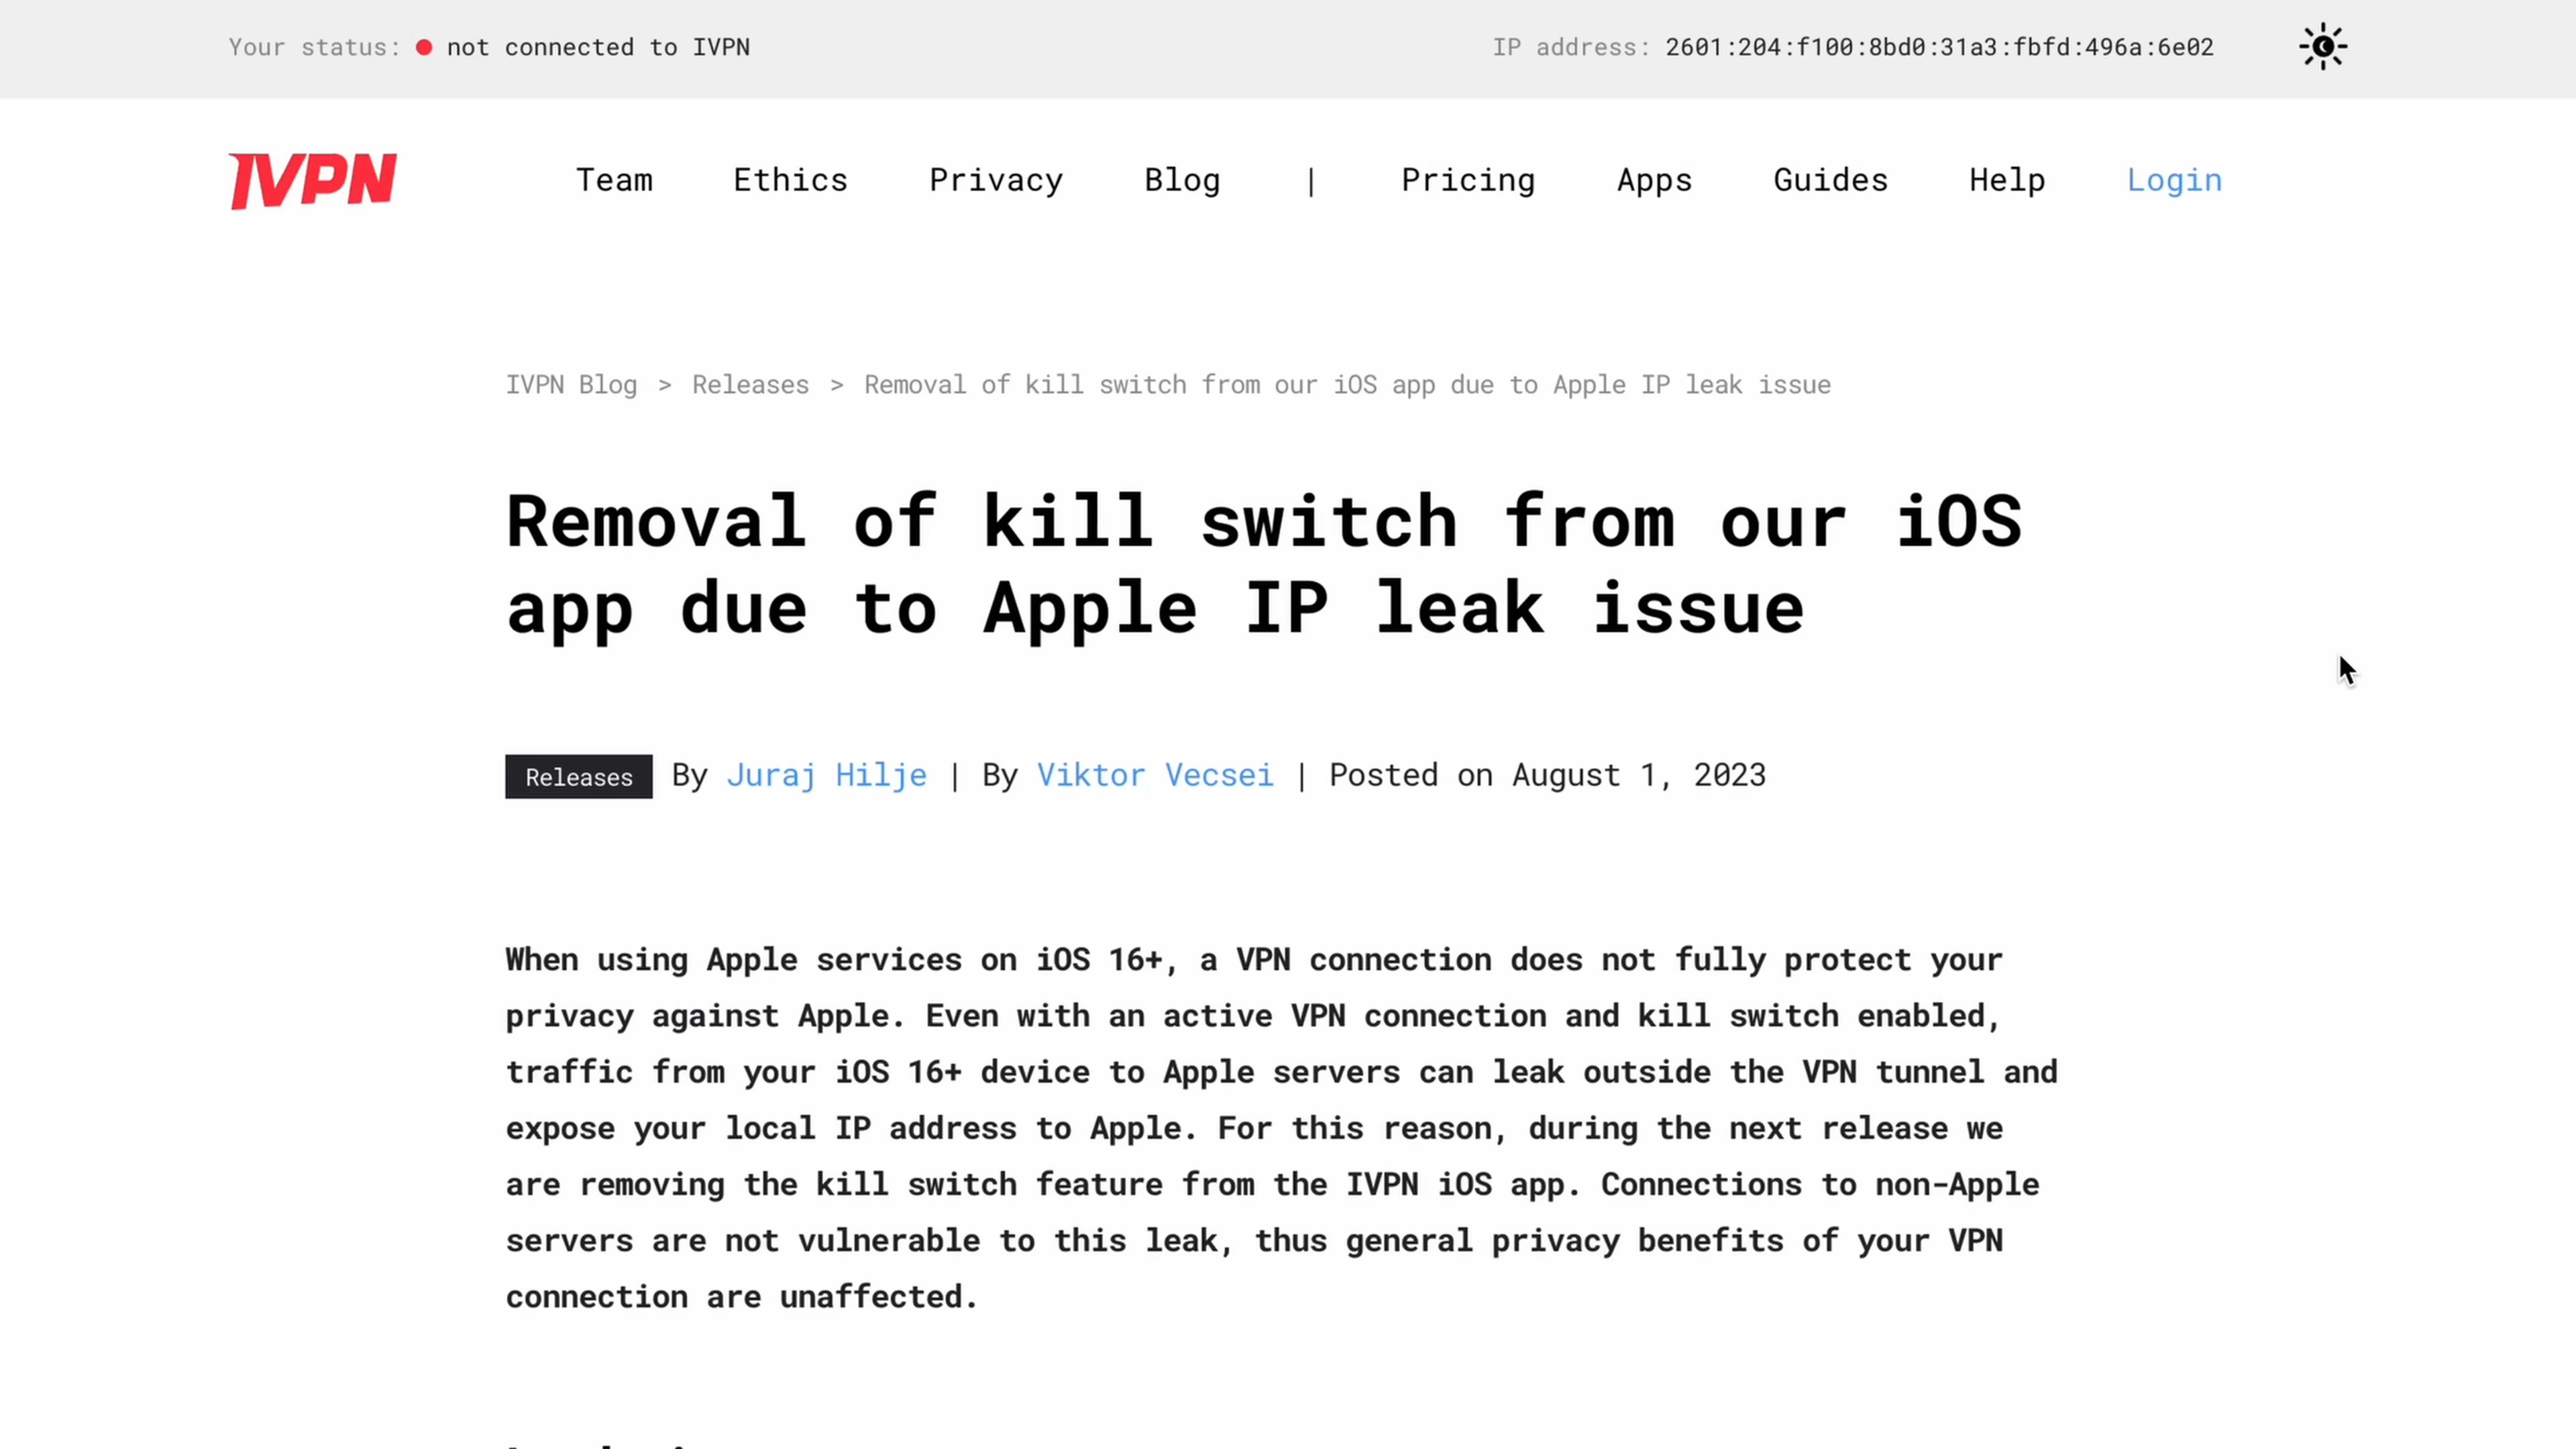 Your status: not connected to IVPN IP address: 2601:204:f100:8bd0:31a3:fbfd:496a:6e02
IVPN Team Ethics Privacy Blog | Pricing Apps Guides Help Login
IVPN Blog > Releases > Removal of kill switch from our iOS app due to Apple IP leak issue
Removal of kill switch from our iOS
app due to Apple IP leak issue
Releases By Juraj Hilje | By Viktor Vecsei | Posted on August 1, 2023
When using Apple services on iOS 16+, a VPN connection does not fully protect your
privacy against Apple. Even with an active VPN connection and kill switch enabled,
traffic from your iOS 16+ device to Apple servers can leak outside the VPN tunnel and
expose your local IP address to Apple. For this reason, during the next release we
are removing the kill switch feature from the IVPN iOS app. Connections to non-Apple
servers are not vulnerable to this leak, thus general privacy benefits of your VPN
connection are unaffected.